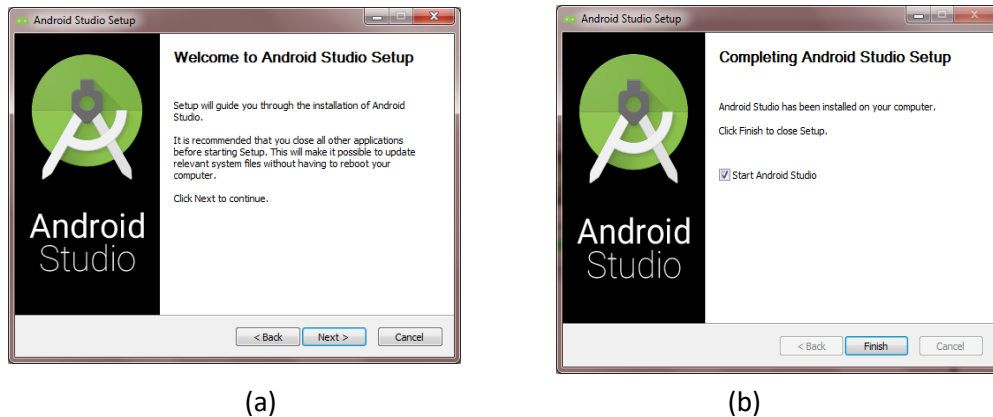 Android Studio Setup
Welcome to Android Studio Setup
Setup will guide you through the installation of Android
Studio.
It is recommended that you close all other applications
before starting Setup. This will make it possible to update
relevant system files without having to reboot your
computer.
Click Next to continue.
Android
Studio
< Back
Next >
Cancel
(a)
Android Studio Setup
Completing Android Studio Setup
Android Studio has been installed on your computer.
Click Finish to close Setup.
Start Android Studio
Android
Studio
< Back
Finish
Cancel
(b)